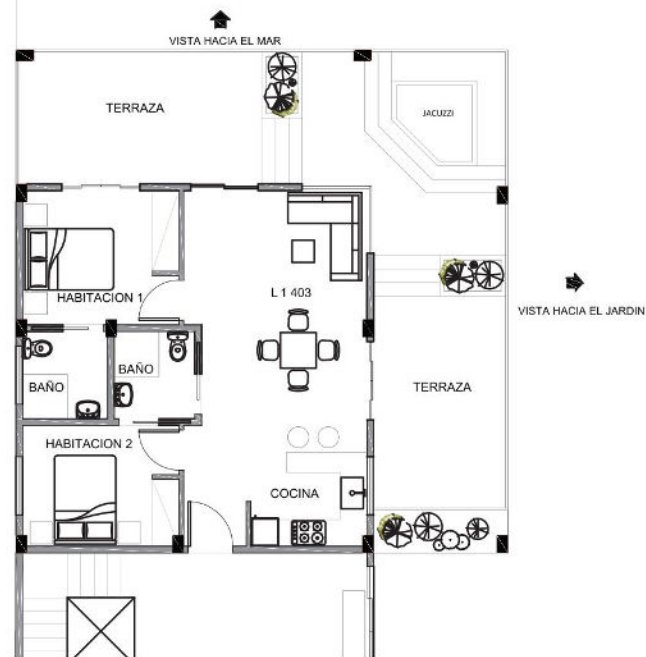 VISTA HACIA EL MAR
TERRAZA
JACUZZI
HABITACION 1
L 1 403
VISTA HACIA EL JARDIN
BAÑO
BAÑO
TERRAZA
HABITACION 2
COCINA